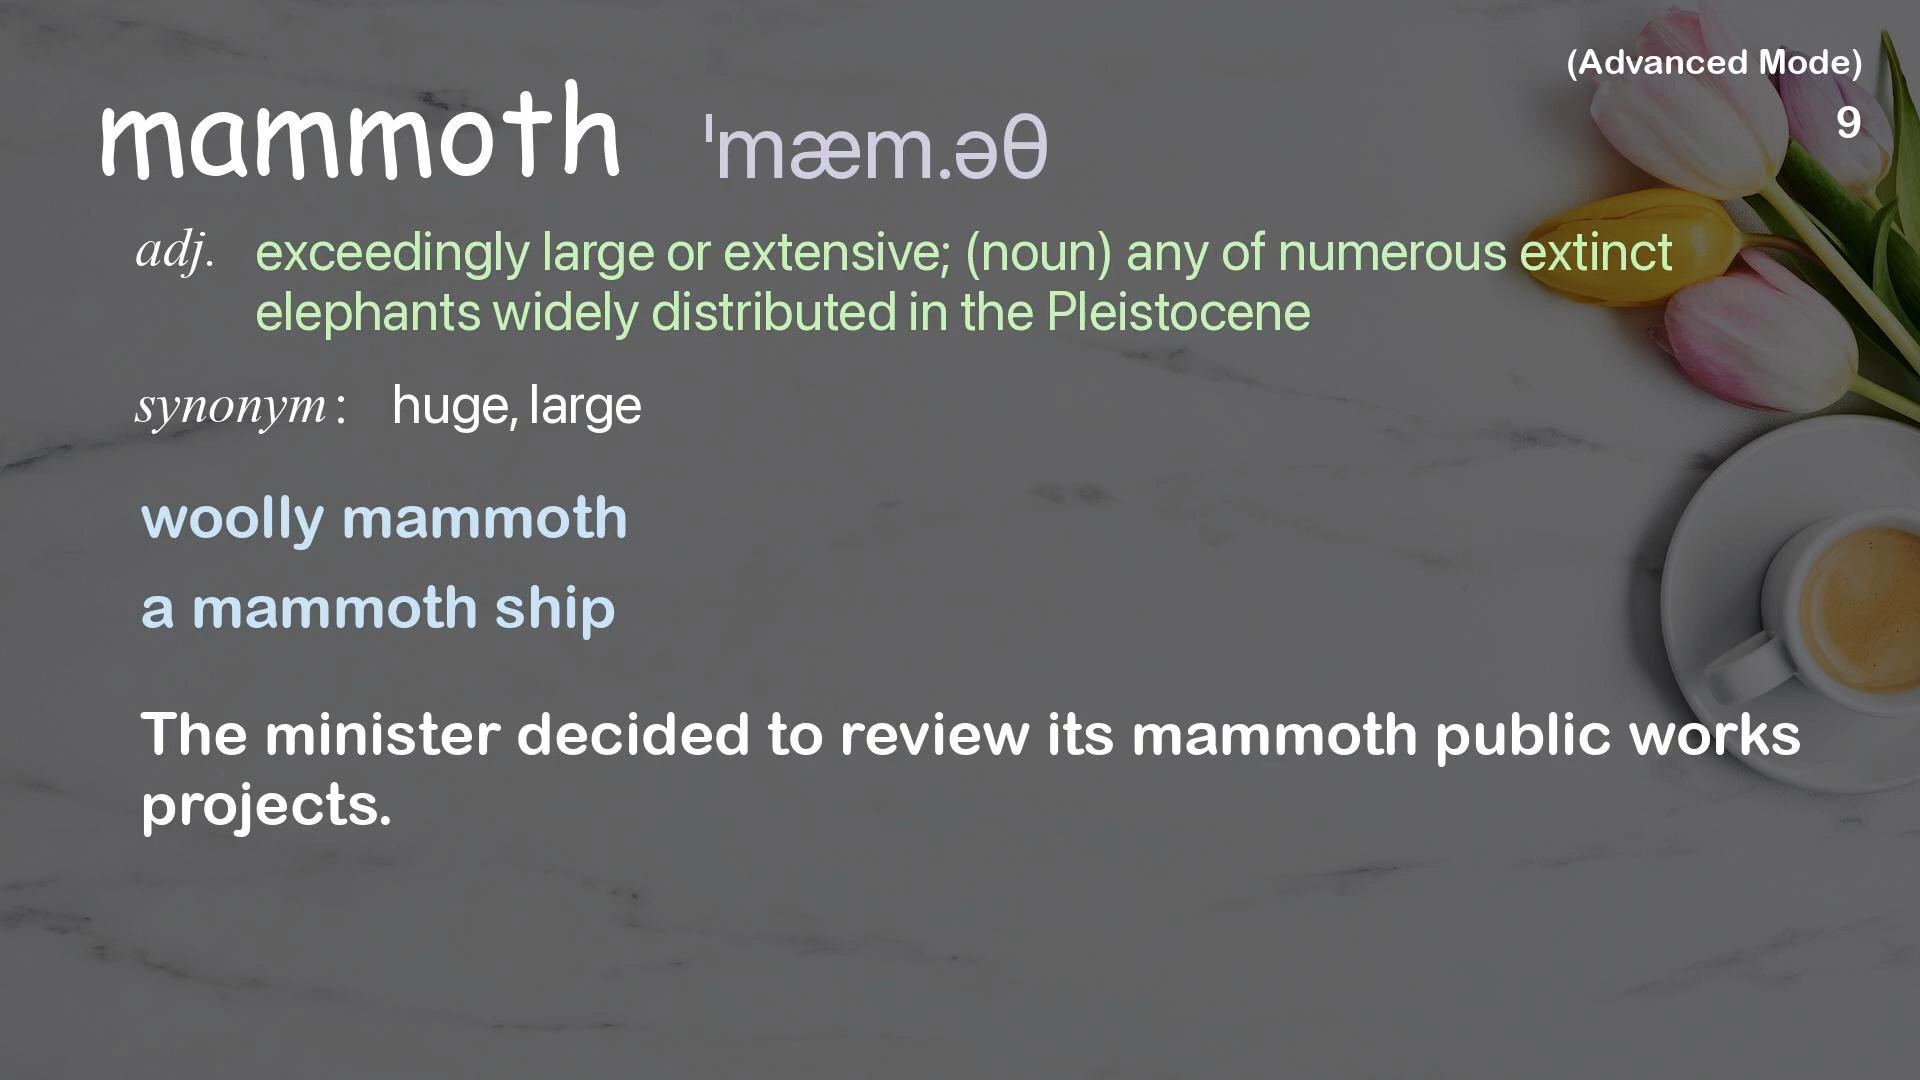 (Advanced Mode)
9
mammoth ˈmæm.əθ
adj. exceedingly large or extensive; (noun) any of numerous extinct
elephants widely distributed in the Pleistocene
synonym: huge, large
woolly mammoth
a mammoth ship
The minister decided to review its mammoth public works
projects.